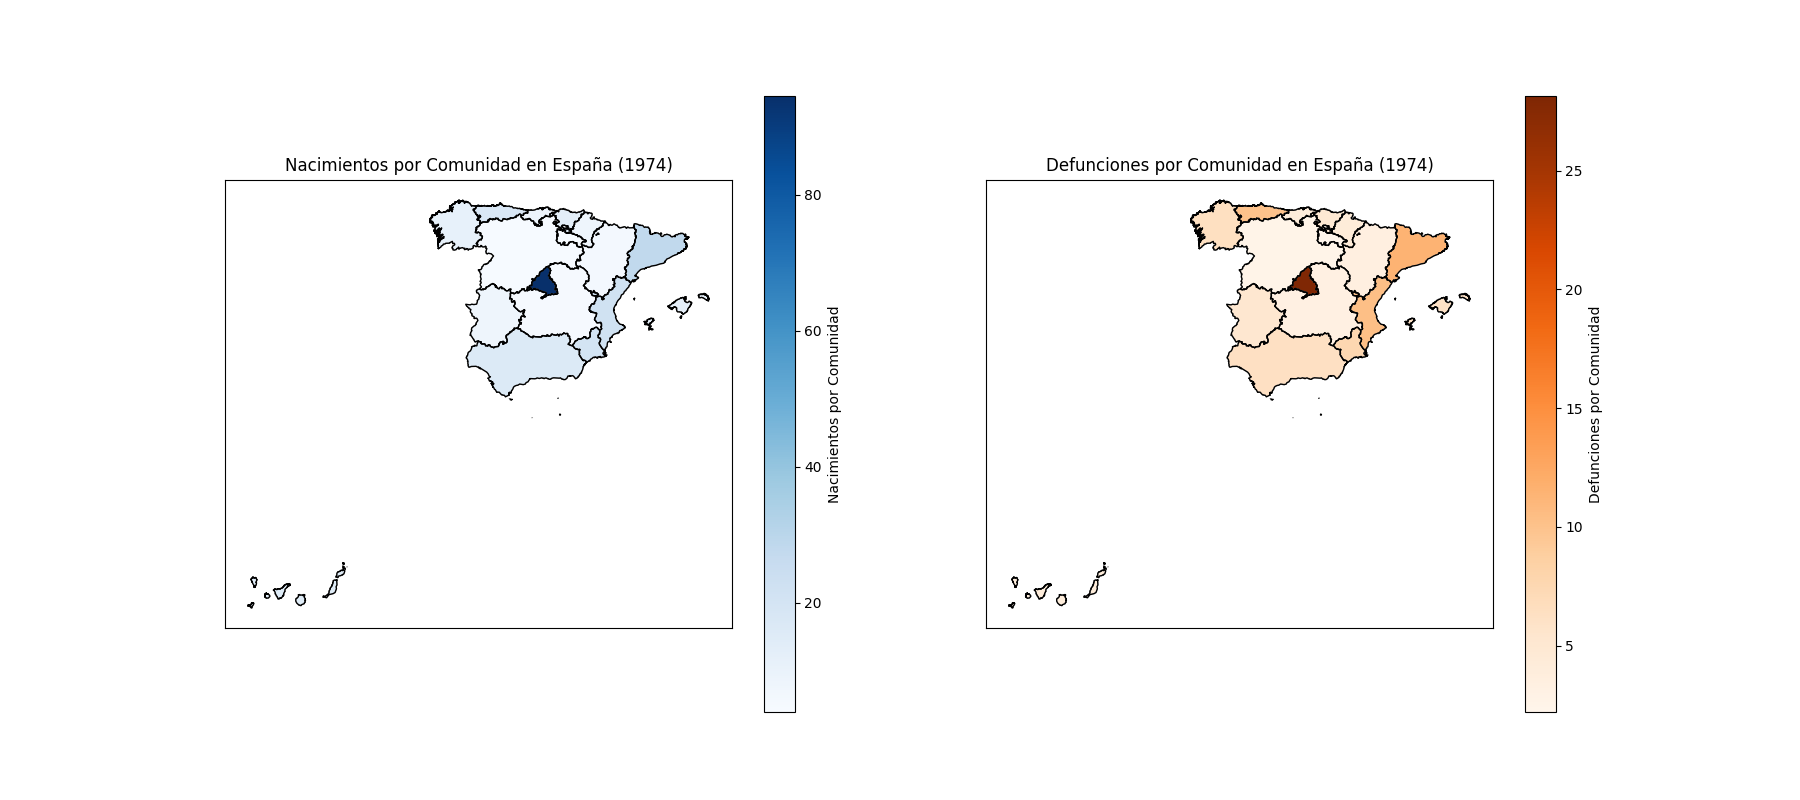 Nacimientos por Comunidad en España (1974)
80
60
40
20
Nacimientos por Comunidad
Defunciones por Comunidad en España (1974)
25
20
15
10
5
Defunciones por Comunidad